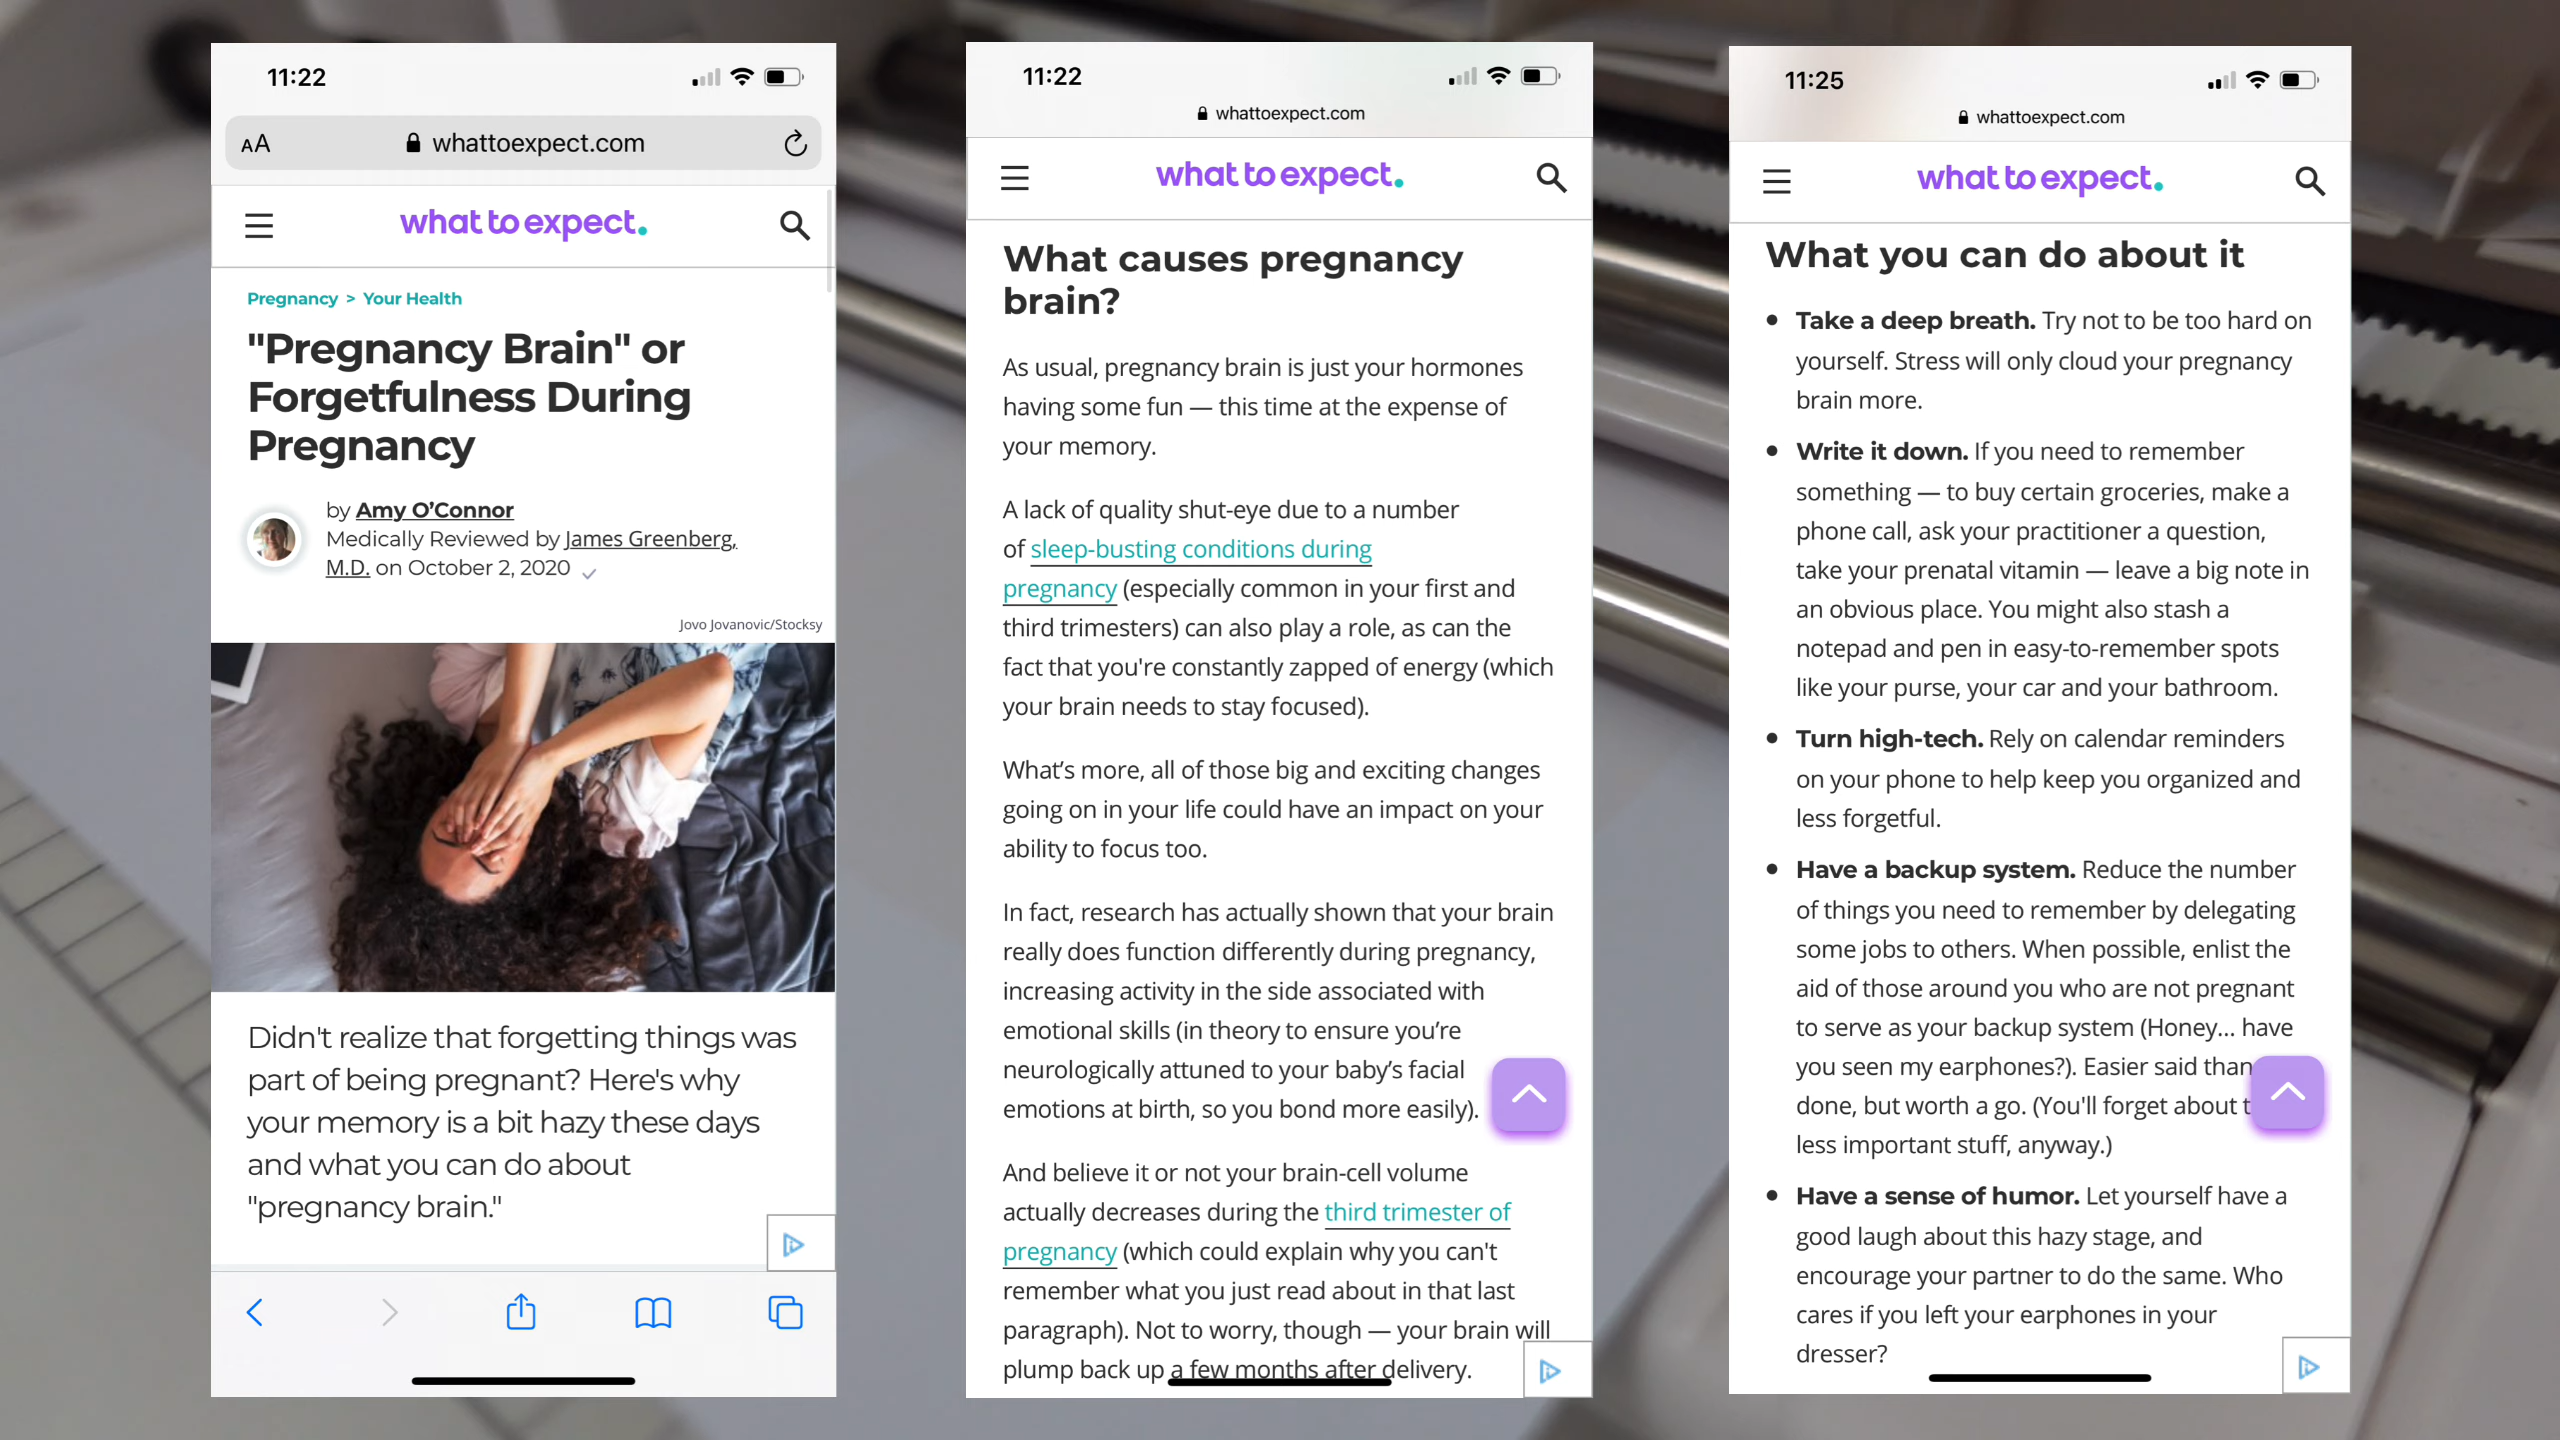 11:22
AA whattoexpect.com
what to expect.
Pregnancy > Your Health
"Pregnancy Brain" or
Forgetfulness During
Pregnancy
by Amy O'Connor
Medically Reviewed by James Greenberg,
M.D. on October 2, 2020
Jovo Jovanovic/Stocksy
Didn't realize that forgetting things was
part of being pregnant? Here's why
your memory is a bit hazy these days
and what you can do about
"pregnancy brain."
11:22
whattoexpect.com
what to expect.
What causes pregnancy
brain?
As usual, pregnancy brain is just your hormones
having some fun — this time at the expense of
your memory.
A lack of quality shut-eye due to a number
of sleep-busting conditions during
pregnancy (especially common in your first and
third trimesters) can also play a role, as can the
fact that you're constantly zapped of energy (which
your brain needs to stay focused).
What's more, all of those big and exciting changes
going on in your life could have an impact on your
ability to focus too.
In fact, research has actually shown that your brain
really does function differently during pregnancy,
increasing activity in the side associated with
emotional skills (in theory to ensure you're
neurologically attuned to your baby's facial
emotions at birth, so you bond more easily).
And believe it or not your brain-cell volume
actually decreases during the third trimester of
pregnancy (which could explain why you can't
remember what you just read about in that last
paragraph). Not to worry, though — your brain will
plump back up a few months after delivery.
11:25
whattoexpect.com
what to expect.
What you can do about it
• Take a deep breath. Try not to be too hard on
yourself. Stress will only cloud your pregnancy
brain more.
• Write it down. If you need to remember
something — to buy certain groceries, make a
phone call, ask your practitioner a question,
take your prenatal vitamin — leave a big note in
an obvious place. You might also stash a
notepad and pen in easy-to-remember spots
like your purse, your car and your bathroom.
• Turn high-tech. Rely on calendar reminders
on your phone to help keep you organized and
less forgetful.
• Have a backup system. Reduce the number
of things you need to remember by delegating
some jobs to others. When possible, enlist the
aid of those around you who are not pregnant
to serve as your backup system (Honey... have
you seen my earphones?). Easier said than
done, but worth a go. (You'll forget about
less important stuff, anyway.)
• Have a sense of humor. Let yourself have a
good laugh about this hazy stage, and
encourage your partner to do the same. Who
cares if you left your earphones in your
dresser?